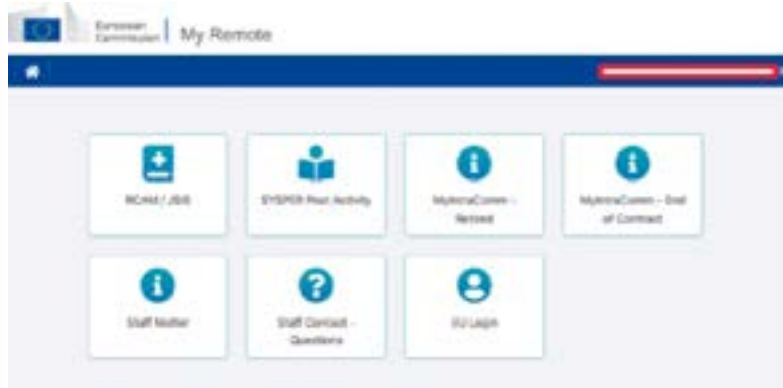 European
Commission
My Remote
RCAM / JSIS
SYSPER Post Activity
MyIntraComm -
Retired
MyIntraComm - End
of Contract
Staff Matter
Staff Contact -
Questions
EU Login